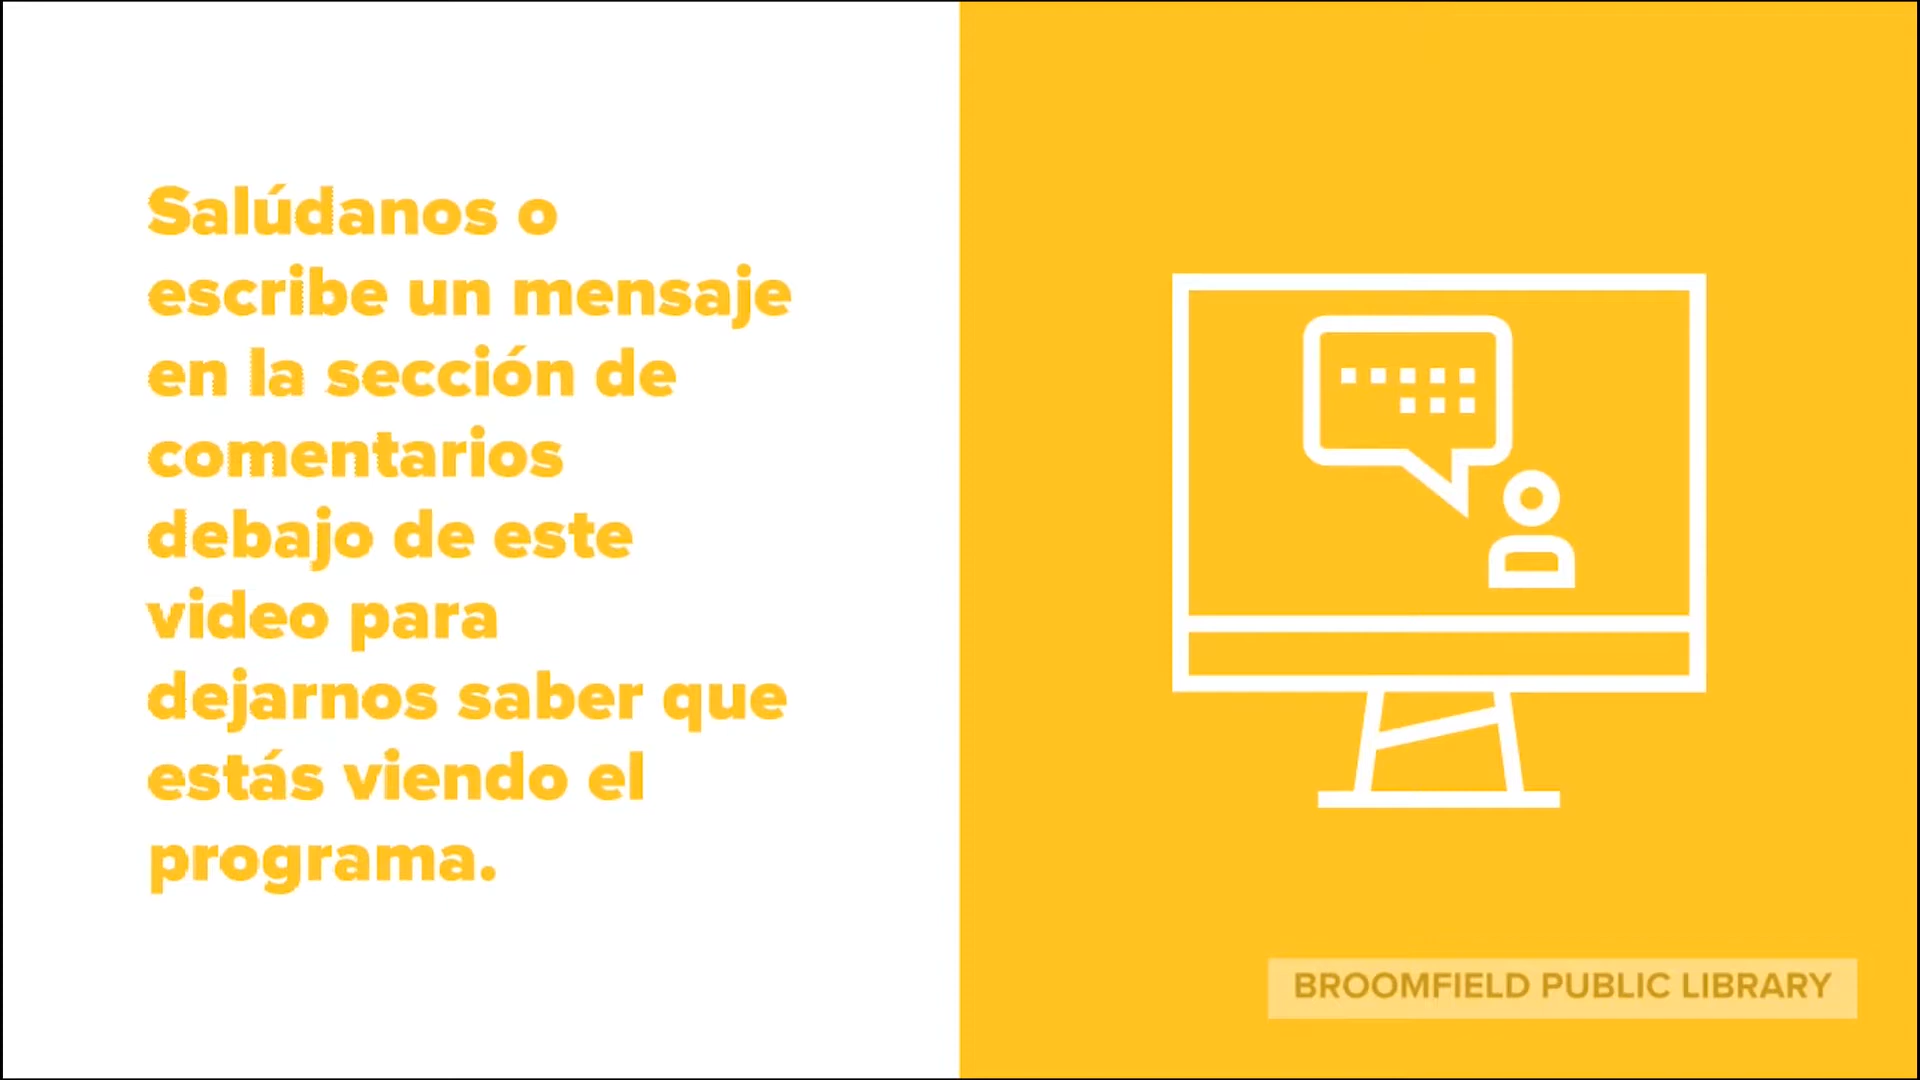 Salúdanos o
escribe un mensaje
en la sección de
comentarios
debajo de este
video para
dejarnos saber que
estás viendo el
programa.
BROOMFIELD PUBLIC LIBRARY